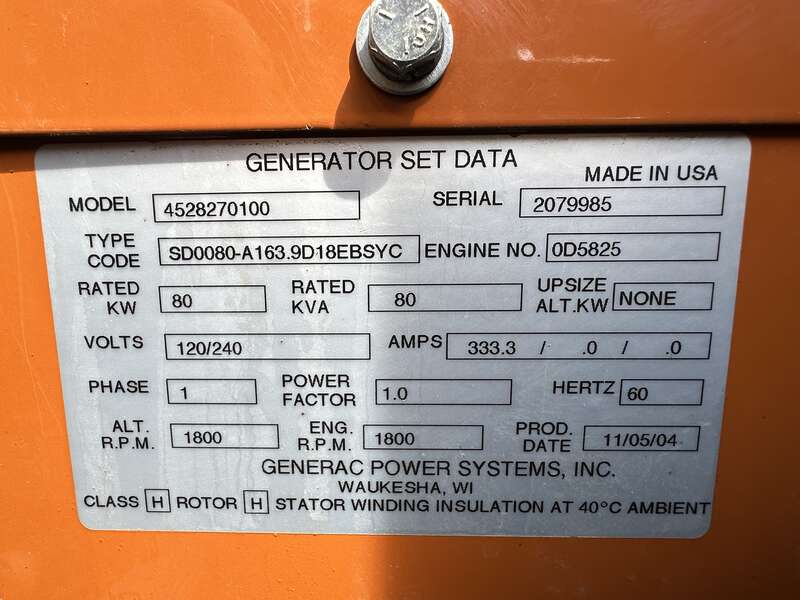 GENERATOR SET DATA
MADE IN USA
MODEL 4528270100 SERIAL 2079985
TYPE CODE SD0080-A163.9D18EBSYC ENGINE NO. 0D5825
RATED KW 80 RATED KVA 80 UPSIZE ALT.KW NONE
VOLTS 120/240 AMPS 333.3 / .0 / .0
PHASE 1 POWER FACTOR 1.0 HERTZ 60
ALT. R.P.M. 1800 ENG. R.P.M. 1800 PROD. DATE 11/05/04
GENERAC POWER SYSTEMS, INC.
WAUKESHA, WI
CLASS H ROTOR H STATOR WINDING INSULATION AT 40°C AMBIENT